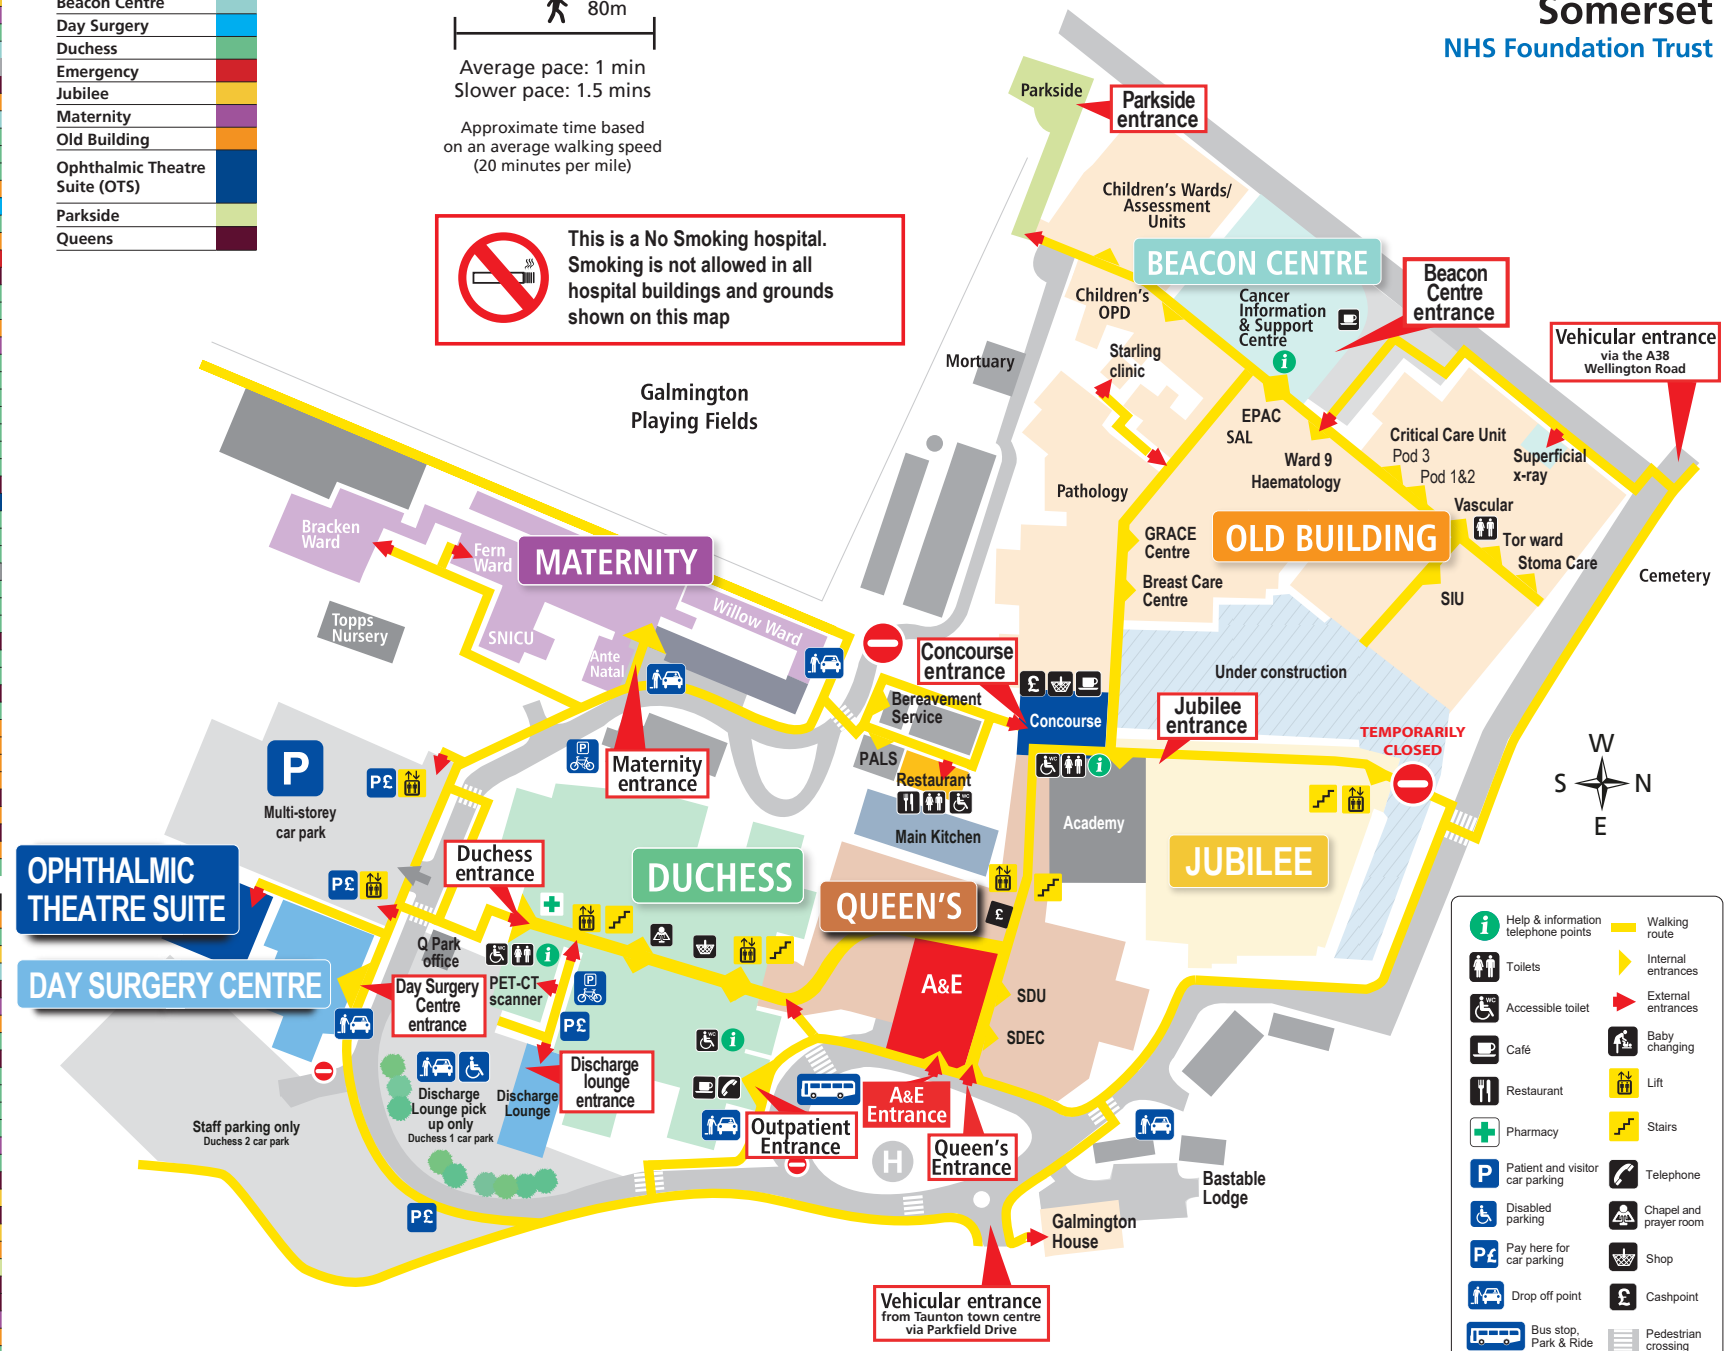 Beacon Centre
Day Surgery
Duchess
Emergency
Jubilee
Maternity
Old Building
Ophthalmic Theatre
Suite (OTS)
Parkside
Queens
80m
Average pace: 1 min
Slower pace: 1.5 mins
Approximate time based
on an average walking speed
(20 minutes per mile)
Somerset
NHS Foundation Trust
This is a No Smoking hospital.
Smoking is not allowed in all
hospital buildings and grounds
shown on this map
Parkside
Parkside
entrance
Children's Wards/
Assessment
Units
BEACON CENTRE
Beacon
Centre
entrance
Children's
OPD
Cancer
Information
& Support
Centre
i
Vehicular entrance
via the A38
Wellington Road
Mortuary
Starling
clinic
Galmington
Playing Fields
EPAC
SAL
Ward 9
Haematology
Critical Care Unit
Pod 3
Pod 1&2
Superficial
x-ray
Pathology
Vascular
GRACE
Centre
OLD BUILDING
Tor ward
Stoma Care
Breast Care
Centre
SIU
Cemetery
Bracken
Ward
Fern
Ward
MATERNITY
Topps
Nursery
SNICU
Willow Ward
Ante
Natal
Concourse
entrance
Under construction
£
Bereavement
Service
Concourse
Jubilee
entrance
TEMPORARILY
CLOSED
P
Multi-storey
car park
P£
P
Maternity
entrance
PALS
Restaurant
WC
i
WC
Main Kitchen
Academy
W
S N
E
JUBILEE
OPHTHALMIC
THEATRE SUITE
P£
Duchess
entrance
DUCHESS
QUEEN'S
£
Q Park
office
WC
i
DAY SURGERY CENTRE
Day Surgery
Centre
entrance
PET-CT
scanner
P
P£
A&E
SDU
SDEC
WC
i
Discharge
lounge
entrance
Discharge
Lounge pick
up only
Duchess 1 car park
Discharge
Lounge
A&E
Entrance
Outpatient
Entrance
Queen's
Entrance
H
Staff parking only
Duchess 2 car park
P£
Bastable
Lodge
Galmington
House
Vehicular entrance
from Taunton town centre
via Parkfield Drive
i
Help & information
telephone points
Walking
route
Toilets
Internal
entrances
WC
Accessible toilet
External
entrances
Café
Baby
changing
Restaurant
Lift
Pharmacy
Stairs
P
Patient and visitor
car parking
Telephone
Disabled
parking
Chapel and
prayer room
P£
Pay here for
car parking
Shop
Drop off point
£
Cashpoint
Bus stop,
Park & Ride
Pedestrian
crossing